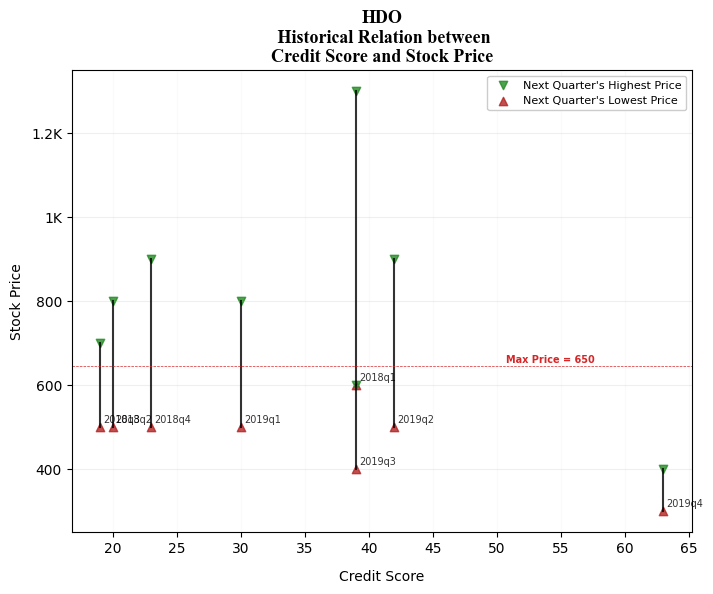 HDO
Historical Relation between
Credit Score and Stock Price
Next Quarter's Highest Price
Next Quarter's Lowest Price
1.2K
1K
800
600
400
Stock Price
Max Price = 650
2018q1
2018q2
2018q4
2019q1
2019q2
2019q3
2019q4
20
25
30
35
40
45
50
55
60
65
Credit Score